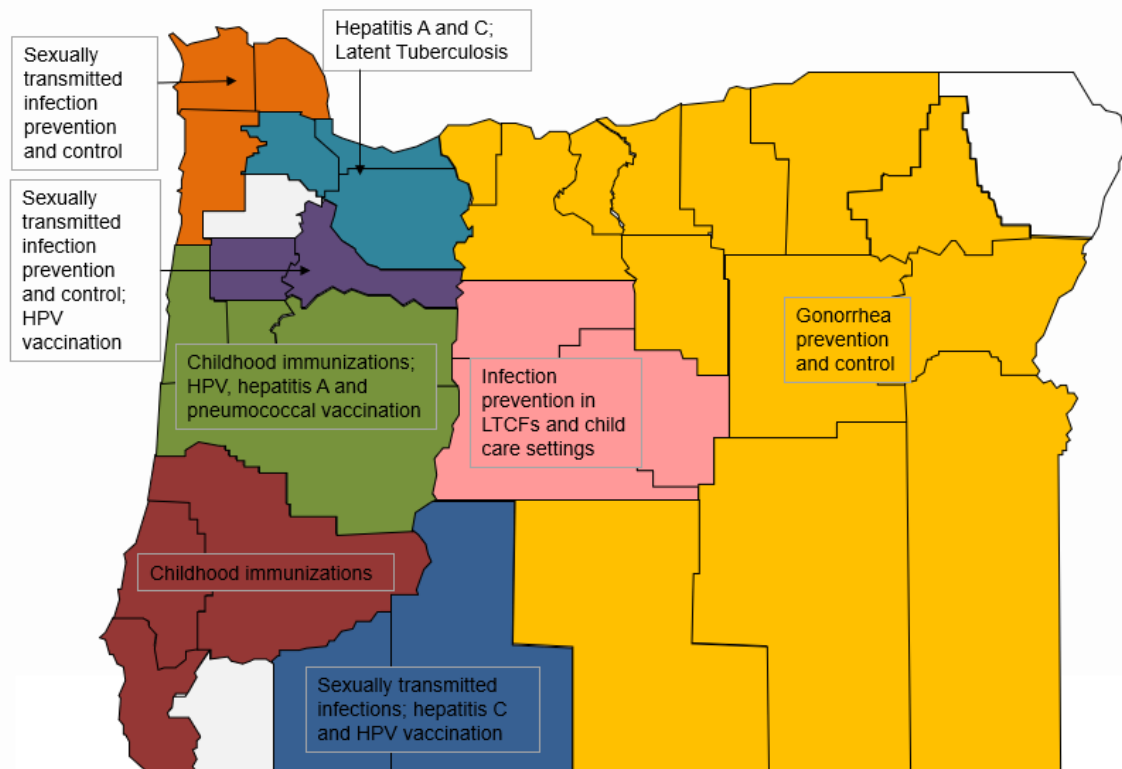 Hepatitis A and C;
Latent Tuberculosis
Sexually
transmitted
infection
prevention
and control
Sexually
transmitted
infection
prevention
and control;
HPV
vaccination
Gonorrhea
prevention
and control
Childhood immunizations;
HPV, hepatitis A and
pneumococcal vaccination
Infection
prevention in
LTCFs and child
care settings
Childhood immunizations
Sexually transmitted
infections; hepatitis C
and HPV vaccination